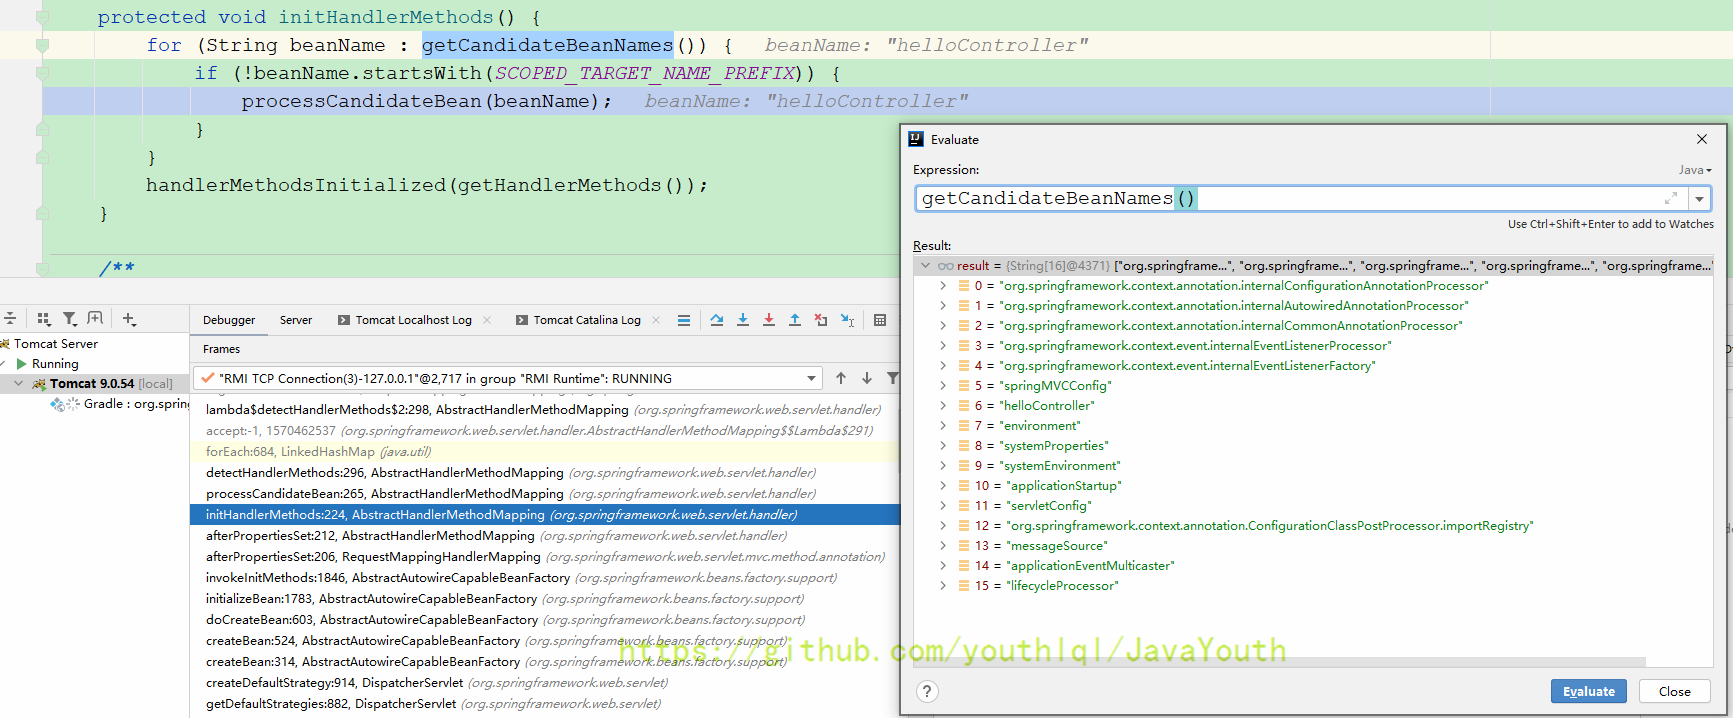 protected void initHandlerMethods() {
for (String beanName : getCandidateBeanNames()) {   beanName: "helloController"
if (!beanName.startsWith(SCOPED_TARGET_NAME_PREFIX)) {
processCandidateBean(beanName);   beanName: "helloController"
}
}
handlerMethodsInitialized(getHandlerMethods());
}
/**
Debugger
Server
Tomcat Localhost Log
Tomcat Catalina Log
Tomcat Server
Running
Tomcat 9.0.54 [local]
Gradle : org.spring
Frames
"RMI TCP Connection(3)-127.0.0.1"@2,717 in group "RMI Runtime": RUNNING
lambda$detectHandlerMethods$2:298, AbstractHandlerMethodMapping (org.springframework.web.servlet.handler)
accept:-1, 1570462537 (org.springframework.web.servlet.handler.AbstractHandlerMethodMapping$$Lambda$291)
forEach:684, LinkedHashMap (java.util)
detectHandlerMethods:296, AbstractHandlerMethodMapping (org.springframework.web.servlet.handler)
processCandidateBean:265, AbstractHandlerMethodMapping (org.springframework.web.servlet.handler)
initHandlerMethods:224, AbstractHandlerMethodMapping (org.springframework.web.servlet.handler)
afterPropertiesSet:212, AbstractHandlerMethodMapping (org.springframework.web.servlet.handler)
afterPropertiesSet:206, RequestMappingHandlerMapping (org.springframework.web.servlet.mvc.method.annotation)
invokeInitMethods:1846, AbstractAutowireCapableBeanFactory (org.springframework.beans.factory.support)
initializeBean:1783, AbstractAutowireCapableBeanFactory (org.springframework.beans.factory.support)
doCreateBean:603, AbstractAutowireCapableBeanFactory (org.springframework.beans.factory.support)
createBean:524, AbstractAutowireCapableBeanFactory (org.springframework.beans.factory.support)
createBean:314, AbstractAutowireCapableBeanFactory (org.springframework.beans.factory.support)
createDefaultStrategy:914, DispatcherServlet (org.springframework.web.servlet)
getDefaultStrategies:882, DispatcherServlet (org.springframework.web.servlet)
Evaluate
Expression:
Java
getCandidateBeanNames()
Use Ctrl+Shift+Enter to add to Watches
Result:
result = {String[16]@4371} ["org.springframe...", "org.springframe...", "org.springframe...", "org.springframe...", "org.springframe..."
0 = "org.springframework.context.annotation.internalConfigurationAnnotationProcessor"
1 = "org.springframework.context.annotation.internalAutowiredAnnotationProcessor"
2 = "org.springframework.context.annotation.internalCommonAnnotationProcessor"
3 = "org.springframework.context.event.internalEventListenerProcessor"
4 = "org.springframework.context.event.internalEventListenerFactory"
5 = "springMVCConfig"
6 = "helloController"
7 = "environment"
8 = "systemProperties"
9 = "systemEnvironment"
10 = "applicationStartup"
11 = "servletConfig"
12 = "org.springframework.context.annotation.ConfigurationClassPostProcessor.importRegistry"
13 = "messageSource"
14 = "applicationEventMulticaster"
15 = "lifecycleProcessor"
https://github.com/youthlql/JavaYouth
?
Evaluate
Close